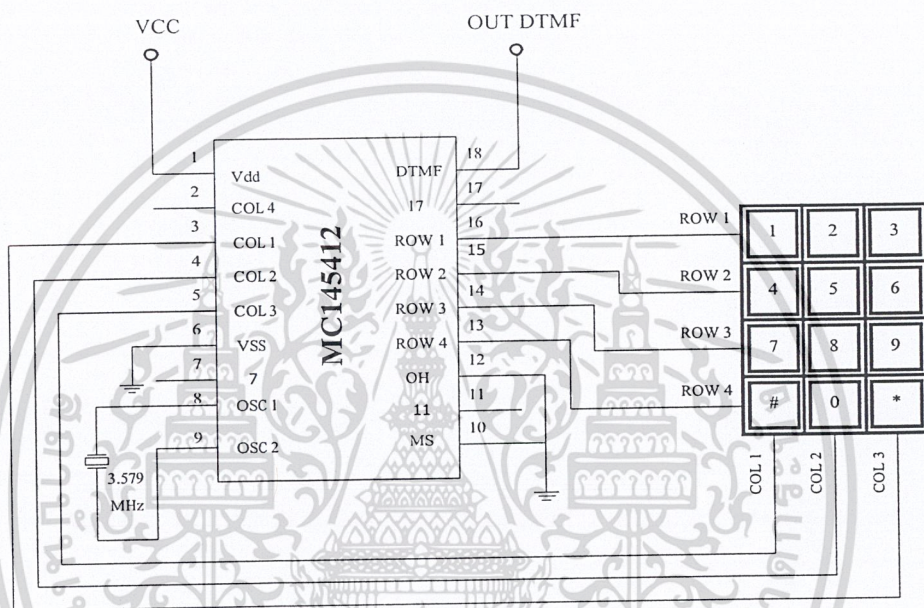 VCC
OUT DTMF
MC145412
1 Vdd
2 COL 4
3 COL 1
4 COL 2
5 COL 3
6 VSS
7 7
8 OSC 1
9 OSC 2
DTMF 18
17 17
ROW 1 16
ROW 2 15
ROW 3 14
ROW 4 13
OH 12
11 11
MS 10
3.579
MHz
ROW 1
ROW 2
ROW 3
ROW 4
1 2 3
4 5 6
7 8 9
# 0 *
COL 1
COL 2
COL 3